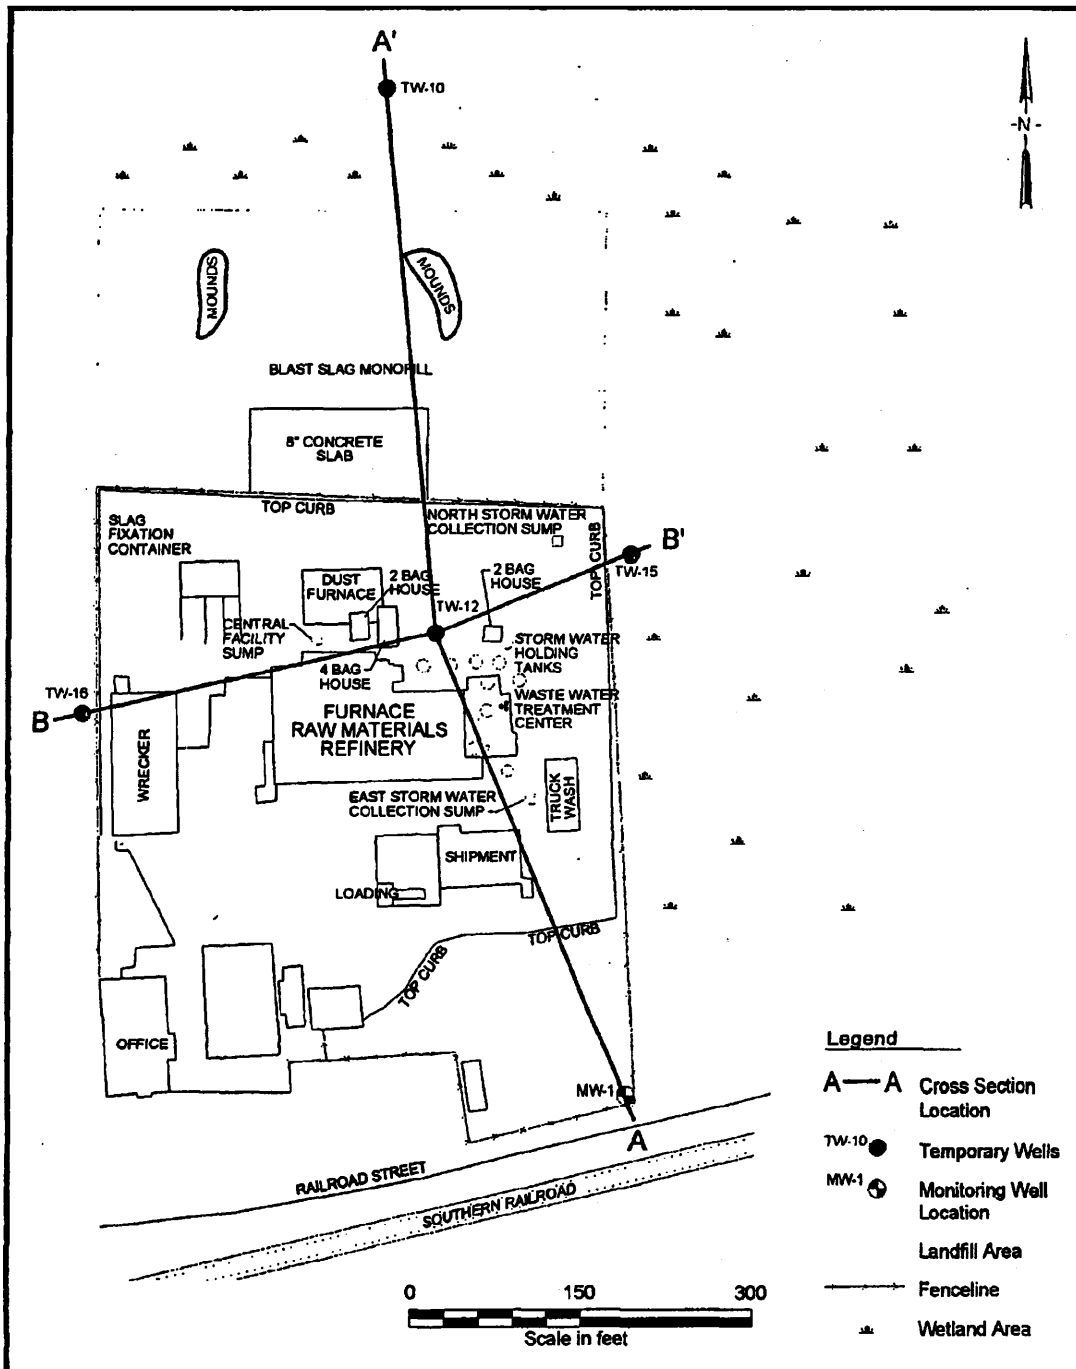 A'
TW-10
-N-
MOUNDS
MOUNDS
BLAST SLAG MONOFILL
8" CONCRETE
SLAB
TOP CURB
NORTH STORM WATER
COLLECTION SUMP
SLAG
FIXATION
CONTAINER
TOP CURB
B'
TW-15
DUST
FURNACE
2 BAG
HOUSE
2 BAG
HOUSE
TW-12
CENTRAL
FACILITY
SUMP
4 BAG
HOUSE
STORM WATER
HOLDING
TANKS
TW-16
B
WRECKER
FURNACE
RAW MATERIALS
REFINERY
WASTE WATER
TREATMENT
CENTER
EAST STORM WATER
COLLECTION SUMP
TRUCK
WASH
SHIPMENT
LOADING
TOP CURB
TOP CURB
OFFICE
MW-1
A
RAILROAD STREET
SOUTHERN RAILROAD
Legend
A A Cross Section
Location
TW-10 Temporary Wells
MW-1 Monitoring Well
Location
Landfill Area
Fenceline
Wetland Area
0 150 300
Scale in feet